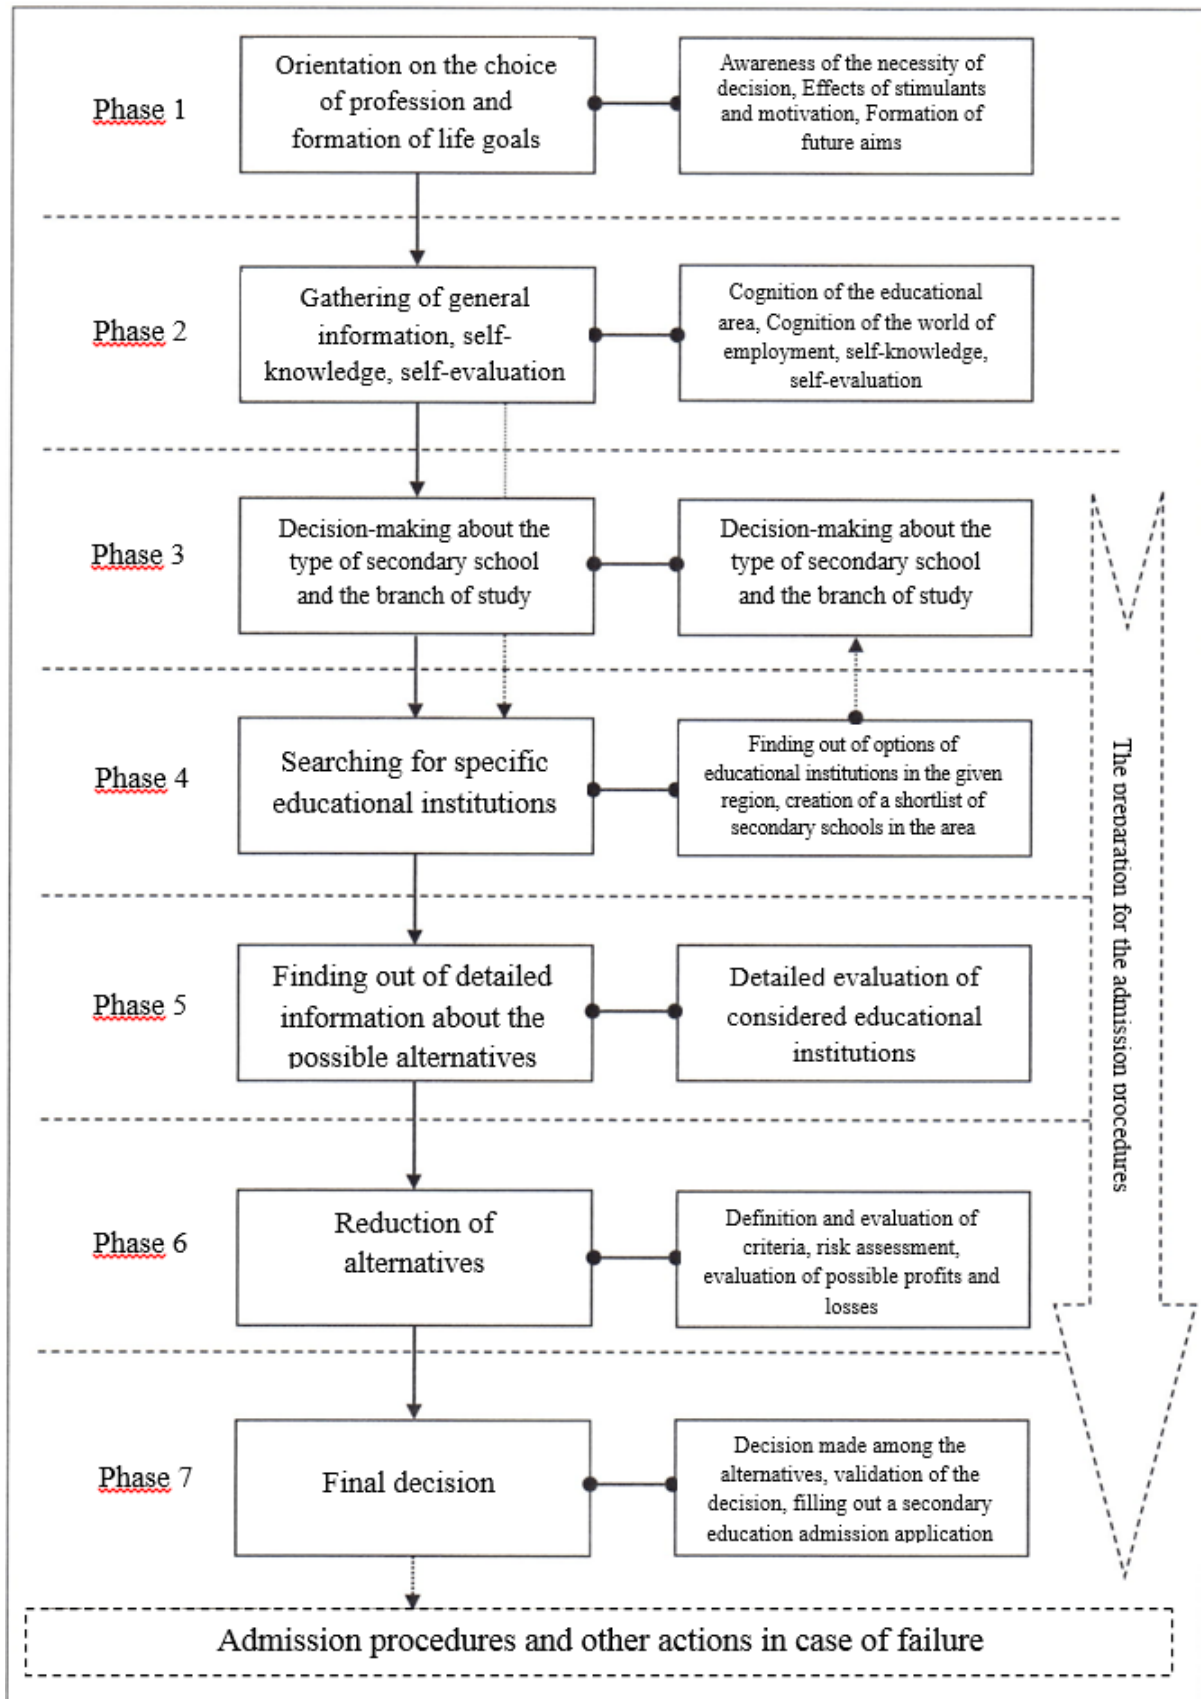 Phase 1
Orientation on the choice
of profession and
formation of life goals
Awareness of the necessity of
decision, Effects of stimulants
and motivation, Formation of
future aims
Phase 2
Gathering of general
information, self-
knowledge, self-evaluation
Cognition of the educational
area, Cognition of the world of
employment, self-knowledge,
self-evaluation
Phase 3
Decision-making about the
type of secondary school
and the branch of study
Decision-making about the
type of secondary school
and the branch of study
Phase 4
Searching for specific
educational institutions
Finding out of options of
educational institutions in the given
region, creation of a shortlist of
secondary schools in the area
Phase 5
Finding out of detailed
information about the
possible alternatives
Detailed evaluation of
considered educational
institutions
Phase 6
Reduction of
alternatives
Definition and evaluation of
criteria, risk assessment,
evaluation of possible profits and
losses
Phase 7
Final decision
Decision made among the
alternatives, validation of the
decision, filling out a secondary
education admission application
The preparation for the admission procedures
Admission procedures and other actions in case of failure